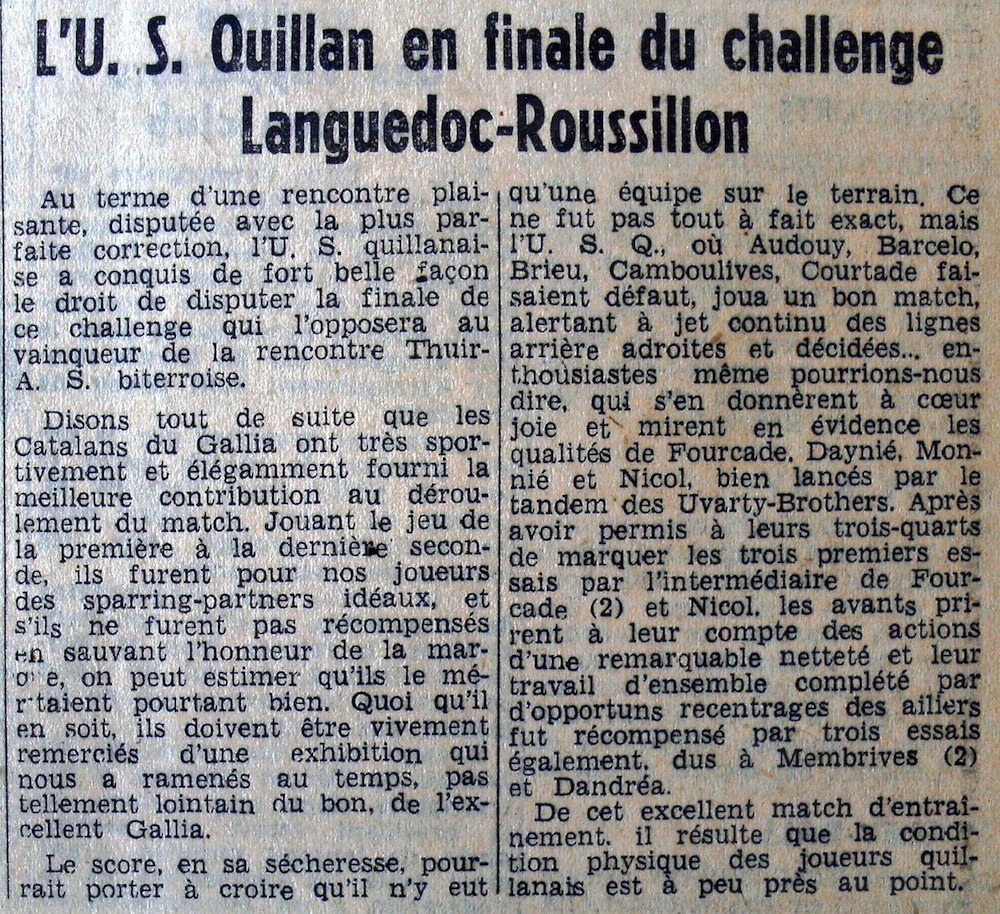 L'U. S. Quillan en finale du challenge
Languedoc-Roussillon
Au terme d'une rencontre plai-
sante, disputée avec la plus par-
faite correction, l'U. S. quillanai-
se a conquis de fort belle façon
le droit de disputer la finale de
ce challenge qui l'opposera au
vainqueur de la rencontre Thuir-
A. S. biterroise.
Disons tout de suite que les
Catalans du Gallia ont très spor-
tivement et élégamment fourni la
meilleure contribution au dérou-
lement du match. Jouant le jeu de
la première à la dernière secon-
de, ils furent pour nos joueurs
des sparring-partners idéaux, et
s'ils ne furent pas récompensés
en sauvant l'honneur de la mar-
que, on peut estimer qu'ils le mé-
ritaient pourtant bien. Quoi qu'il
en soit, ils doivent être vivement
remerciés d'une exhibition qui
nous a ramenés au temps, pas
tellement lointain du bon, de l'ex-
cellent Gallia.
Le score, en sa sécheresse, pour-
rait porter à croire qu'il n'y eut
qu'une équipe sur le terrain. Ce
ne fut pas tout à fait exact, mais
l'U. S. Q., où Audouy, Barcelo,
Brieu, Camboulives, Courtade fai-
saient défaut, joua un bon match,
alertant à jet continu des lignes
arrière adroites et décidées... en-
thousiastes même pourrions-nous
dire, qui s'en donnèrent à cœur
joie et mirent en évidence les
qualités de Fourcade, Daynié, Mon-
nié et Nicol, bien lancés par le
tandem des Uvarty-Brothers. Après
avoir permis à leurs trois-quarts
de marquer les trois premiers es-
sais par l'intermédiaire de Four-
cade (2) et Nicol, les avants pri-
rent à leur compte des actions
d'une remarquable netteté et leur
travail d'ensemble complété par
d'opportuns recentrages des ailiers
fut récompensé par trois essais
également, dus à Membrives (2)
et Dandréa.
De cet excellent match d'entraî-
nement, il résulte que la condi-
tion physique des joueurs quil-
lanais est à peu près au point.